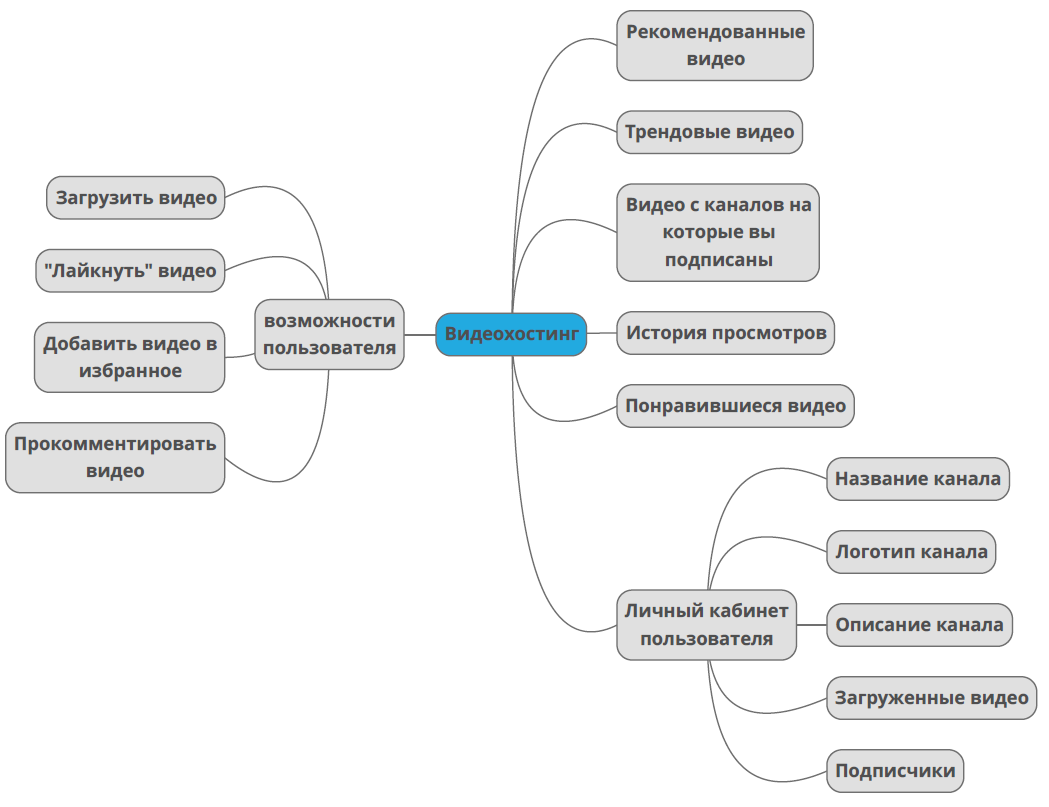 Рекомендованные
видео
Трендовые видео
Видео с каналов на
которые вы
подписаны
История просмотров
Понравившиеся видео
Видеохостинг
возможности
пользователя
Загрузить видео
"Лайкнуть" видео
Добавить видео в
избранное
Прокомментировать
видео
Личный кабинет
пользователя
Название канала
Логотип канала
Описание канала
Загруженные видео
Подписчики